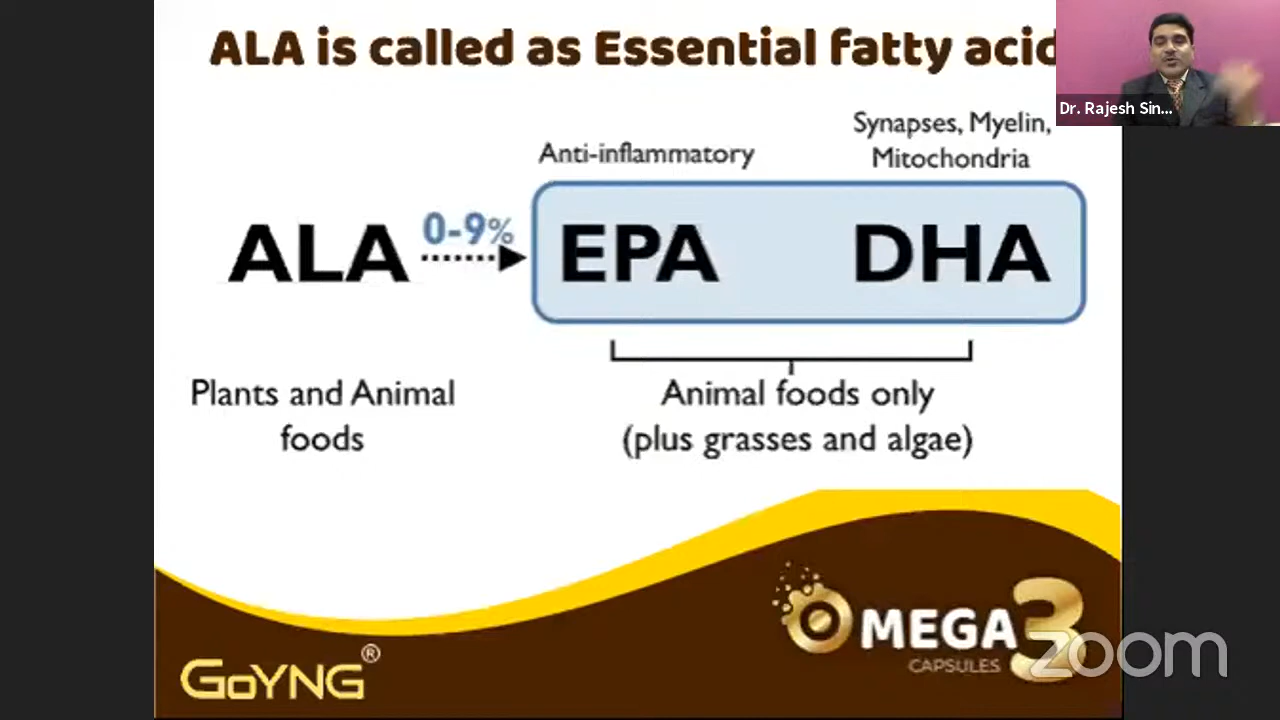 ALA is called as Essential fatty acid
Dr. Rajesh Sin...
Anti-inflammatory
Synapses, Myelin,
Mitochondria
ALA
0-9%
EPA
DHA
Plants and Animal
foods
Animal foods only
(plus grasses and algae)
GoYNG®
OMEGA 3
CAPSULES
zoom